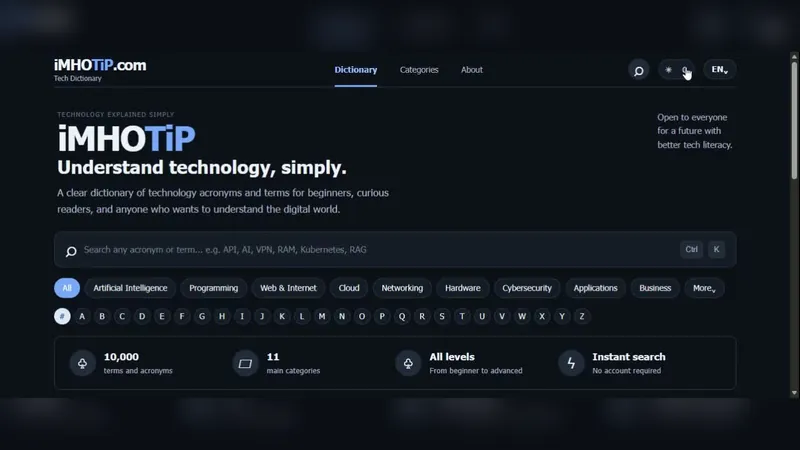 iMHOTiP.com
Tech Dictionary
Dictionary
Categories
About
EN
TECHNOLOGY EXPLAINED SIMPLY
iMHOTiP
Understand technology, simply.
A clear dictionary of technology acronyms and terms for beginners, curious
readers, and anyone who wants to understand the digital world.
Open to everyone
for a future with
better tech literacy.
Search any acronym or term... e.g. API, AI, VPN, RAM, Kubernetes, RAG
Ctrl K
All Artificial Intelligence Programming Web & Internet Cloud Networking Hardware Cybersecurity Applications Business More
# A B C D E F G H I J K L M N O P Q R S T U V W X Y Z
10,000
terms and acronyms
11
main categories
All levels
From beginner to advanced
Instant search
No account required